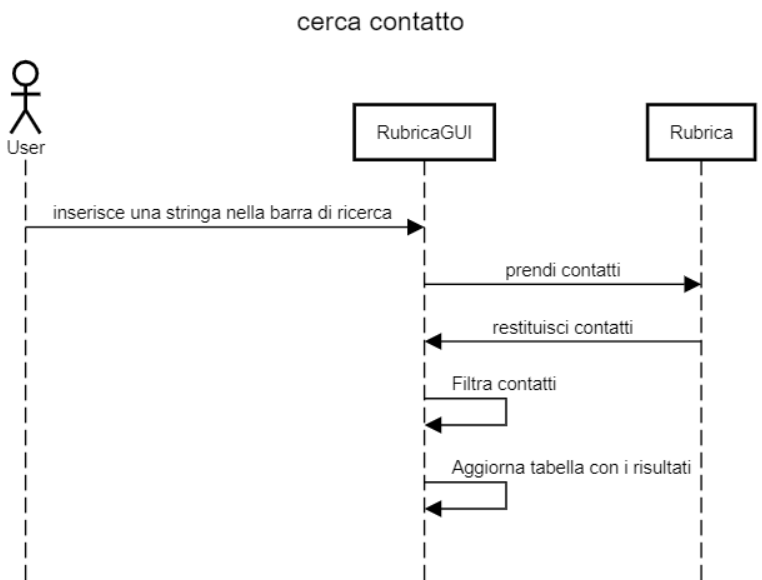 cerca contatto
User
RubricaGUI
Rubrica
inserisce una stringa nella barra di ricerca
prendi contatti
restituisci contatti
Filtra contatti
Aggiorna tabella con i risultati